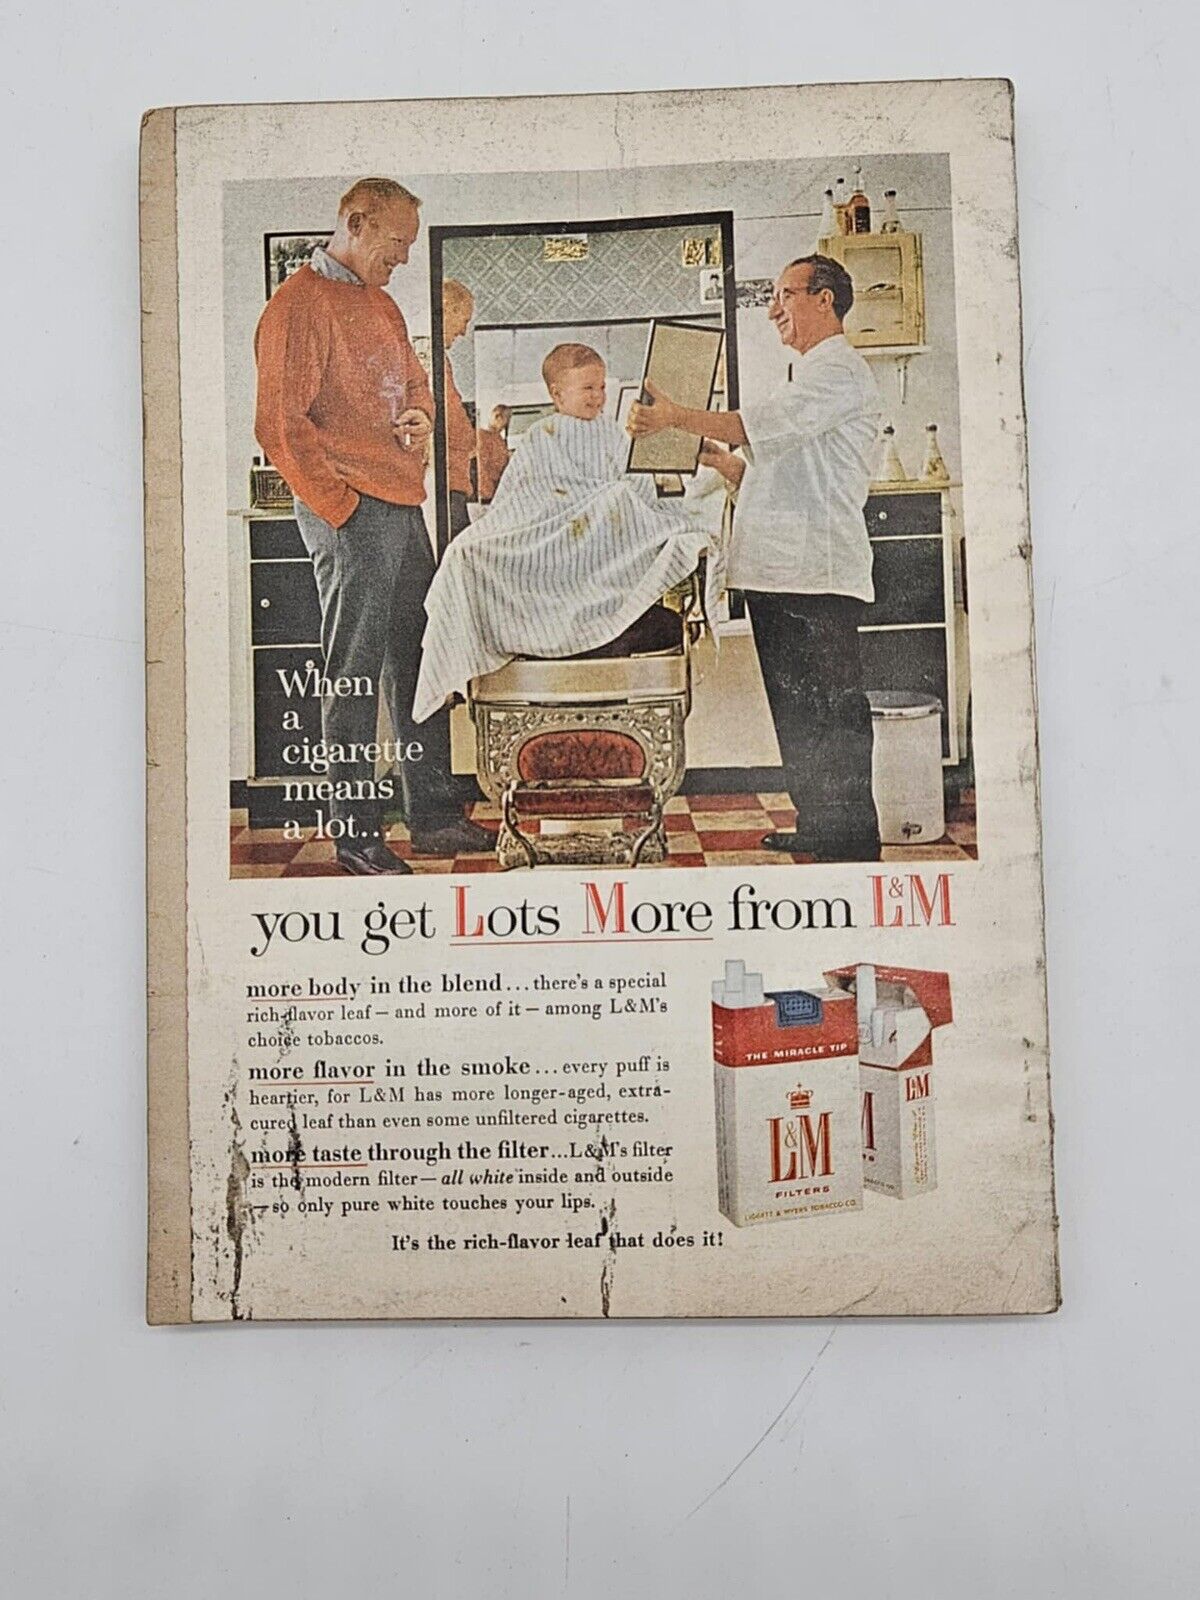 When
a
cigarette
means
a lot...
you get Lots More from L&M
more body in the blend... there's a special
rich-flavor leaf — and more of it — among L&M's
choice tobaccos.
more flavor in the smoke... every puff is
heartier, for L&M has more longer-aged, extra-
cured leaf than even some unfiltered cigarettes.
more taste through the filter...L&M's filter
is the modern filter— all white inside and outside
—so only pure white touches your lips.
It's the rich-flavor leaf that does it!
THE MIRACLE TIP
L&M
FILTERS
LIGGETT & MYERS TOBACCO CO.
L&M